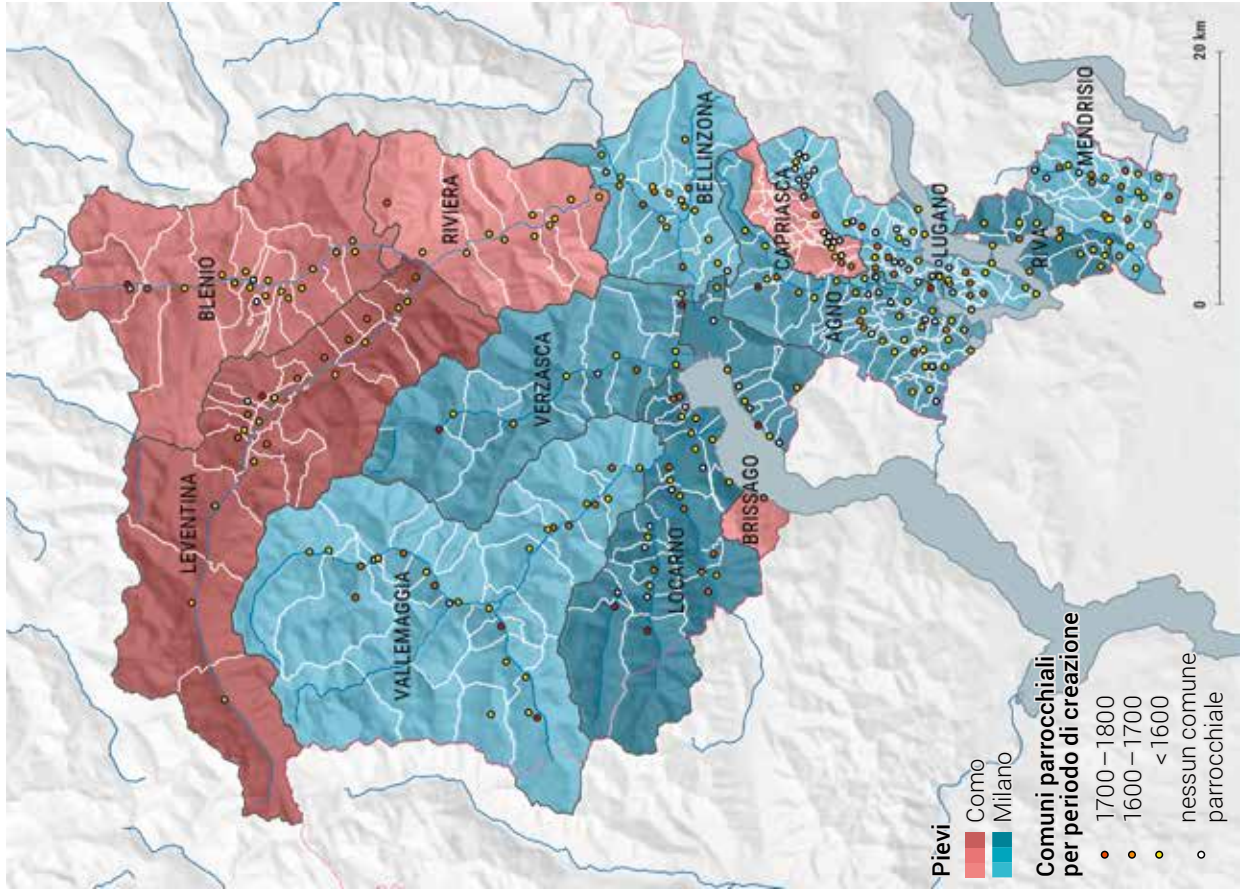 BLENIO
LEVENTINA
RIVIERA
VALLEMAGGIA
VERZASCA
BELLINZONA
LOCARNO
BRISSAGO
CAPRIASCA
AGNO
LUGANO
RIVA
MENDRISIO
Pievi
Como
Milano
Comuni parrocchiali
per periodo di creazione
1700–1800
1600–1700
<1600
nessun comune
parrocchiale
0
20 km